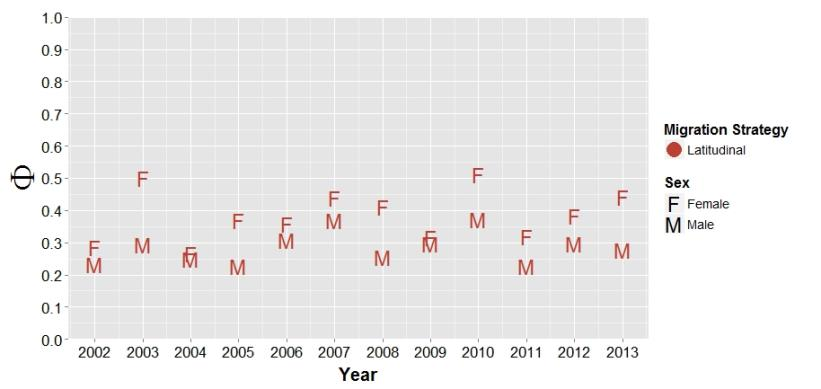 1.0
0.9
0.8
0.7
0.6
0.5
0.4
0.3
0.2
0.1
0.0
Φ
F F F F F F F F F F F F
M M M M M M M M M M M M
2002 2003 2004 2005 2006 2007 2008 2009 2010 2011 2012 2013
Year
Migration Strategy
Latitudinal
Sex
F Female
M Male